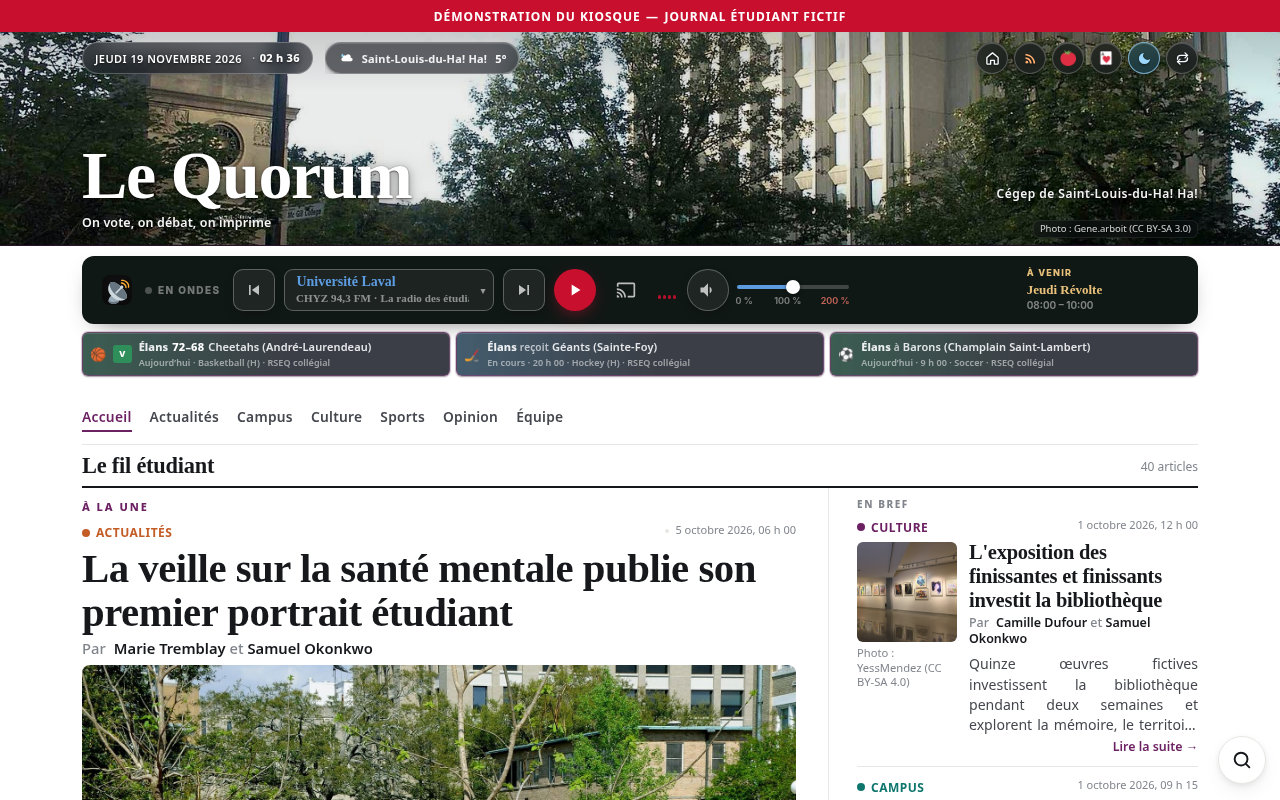 DÉMONSTRATION DU KIOSQUE — JOURNAL ÉTUDIANT FICTIF
JEUDI 19 NOVEMBRE 2026 · 02 h 36
Saint-Louis-du-Ha! Ha! 5°
Le Quorum
On vote, on débat, on imprime
Cégep de Saint-Louis-du-Ha! Ha!
Photo : Gene.arboit (CC BY-SA 3.0)
EN ONDES
Université Laval
CHYZ 94,3 FM · La radio des étudi
0 % 100 % 200 %
À VENIR
Jeudi Révolte
08:00 – 10:00
V
Élans 72–68 Cheetahs (André-Laurendeau)
Aujourd'hui · Basketball (H) · RSEQ collégial
Élans reçoit Géants (Sainte-Foy)
En cours · 20 h 00 · Hockey (H) · RSEQ collégial
Élans à Barons (Champlain Saint-Lambert)
Aujourd'hui · 9 h 00 · Soccer · RSEQ collégial
Accueil Actualités Campus Culture Sports Opinion Équipe
Le fil étudiant
40 articles
À LA UNE
ACTUALITÉS
5 octobre 2026, 06 h 00
La veille sur la santé mentale publie son
premier portrait étudiant
Par Marie Tremblay et Samuel Okonkwo
EN BREF
CULTURE
1 octobre 2026, 12 h 00
L'exposition des
finissantes et finissants
investit la bibliothèque
Par Camille Dufour et Samuel
Okonkwo
Photo :
YessMendez (CC
BY-SA 4.0)
Quinze œuvres fictives
investissent la bibliothèque
pendant deux semaines et
explorent la mémoire, le territoi...
Lire la suite →
CAMPUS
1 octobre 2026, 09 h 15